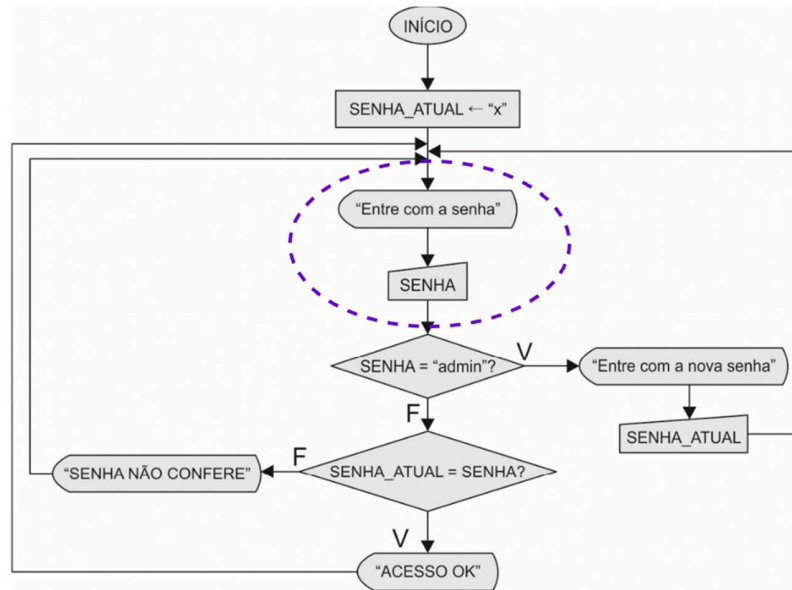 INÍCIO
SENHA_ATUAL ← “x”
“Entre com a senha”
SENHA
SENHA = “admin”?
V
“Entre com a nova senha”
SENHA_ATUAL
F
SENHA_ATUAL = SENHA?
F
“SENHA NÃO CONFERE”
V
“ACESSO OK”